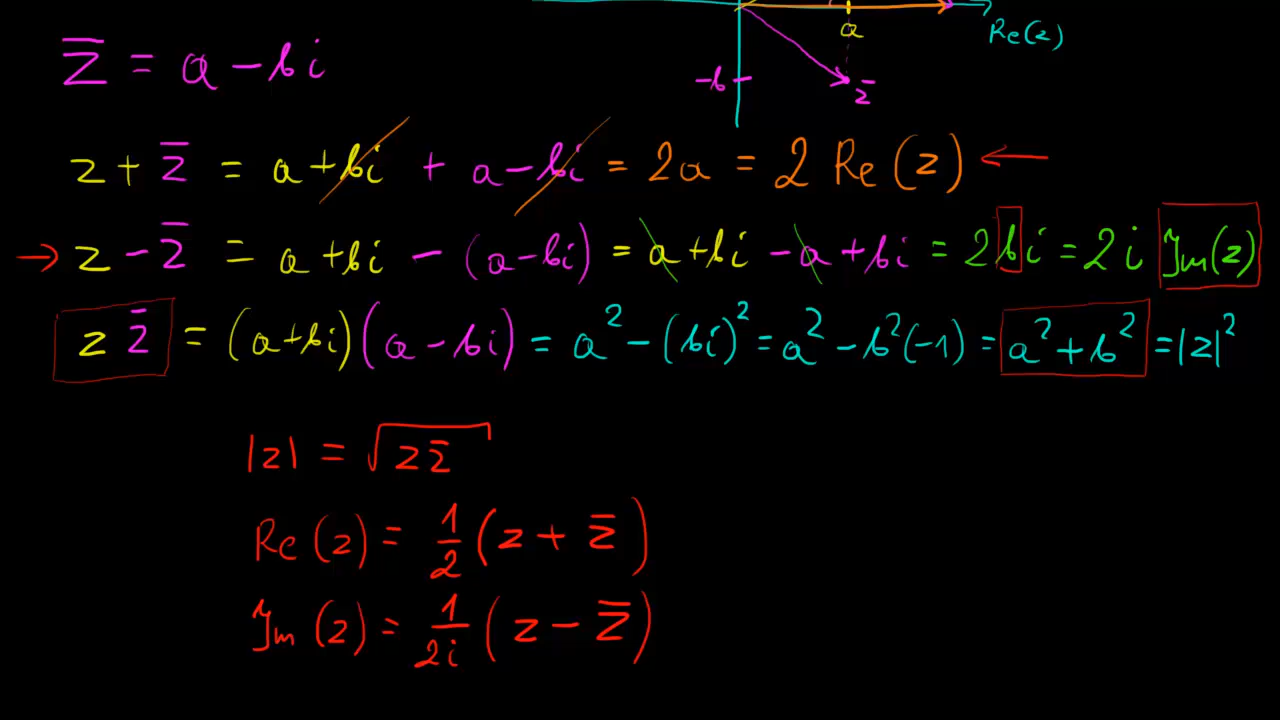 a
Re(z)
z̄ = a - bi
-b
z̄
z + z̄ = a + bi + a - bi = 2a = 2 Re(z) ←
→ z - z̄ = a + bi - (a - bi) = a + bi - a + bi = 2bi = 2i Im(z)
z z̄ = (a + bi)(a - bi) = a² - (bi)² = a² - b²(-1) = a² + b² = |z|²
|z| = √(z z̄)
Re(z) = 1/2 (z + z̄)
Im(z) = 1/2i (z - z̄)